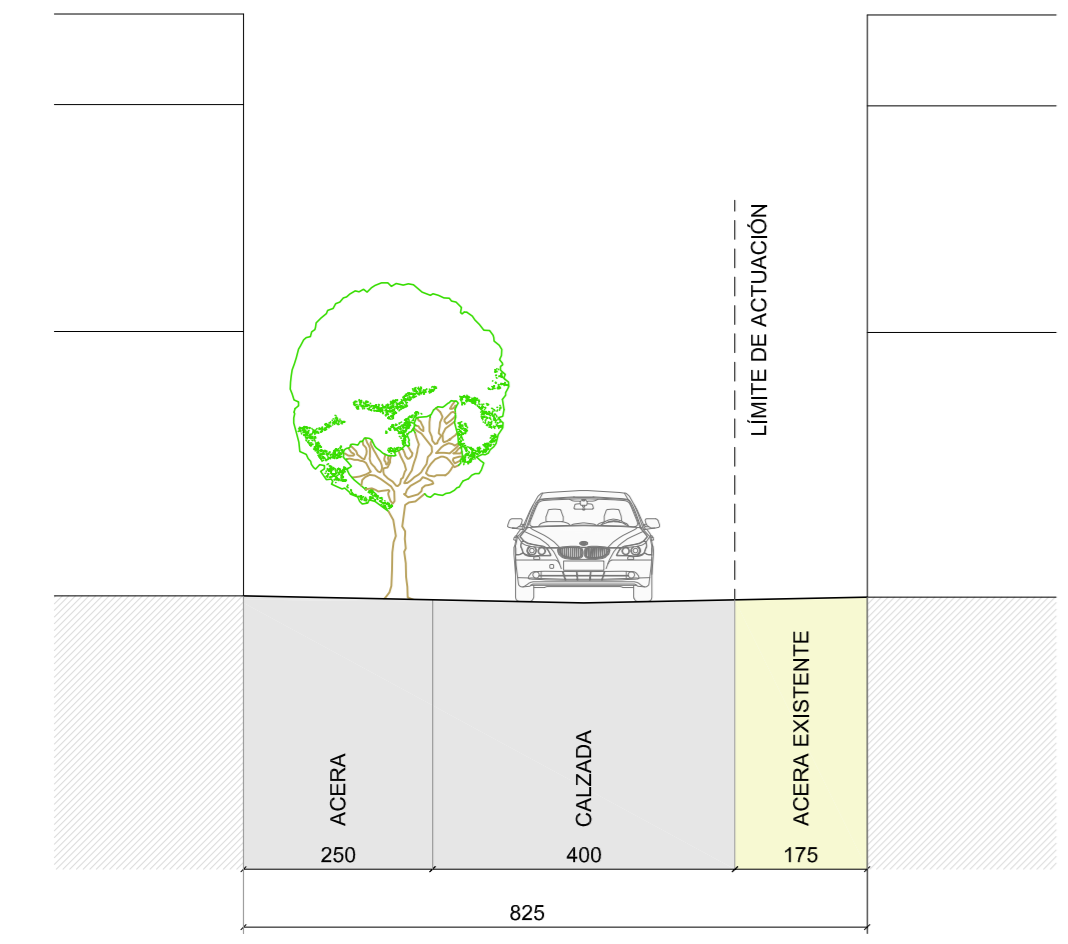 LÍMITE DE ACTUACIÓN
ACERA
CALZADA
ACERA EXISTENTE
250
400
175
825